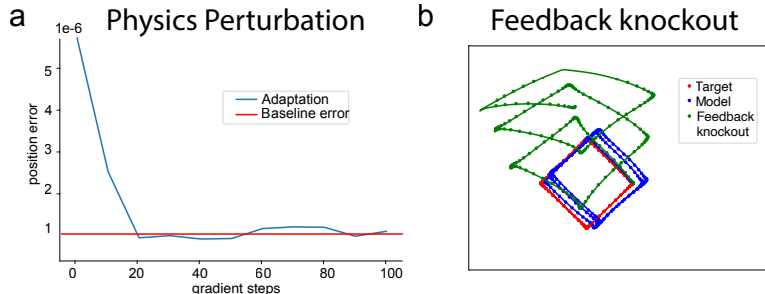 a
Physics Perturbation
1e-6
5
4
3
2
1
position error
Adaptation
Baseline error
0
20
40
60
80
100
gradient steps
b
Feedback knockout
Target
Model
Feedback
knockout